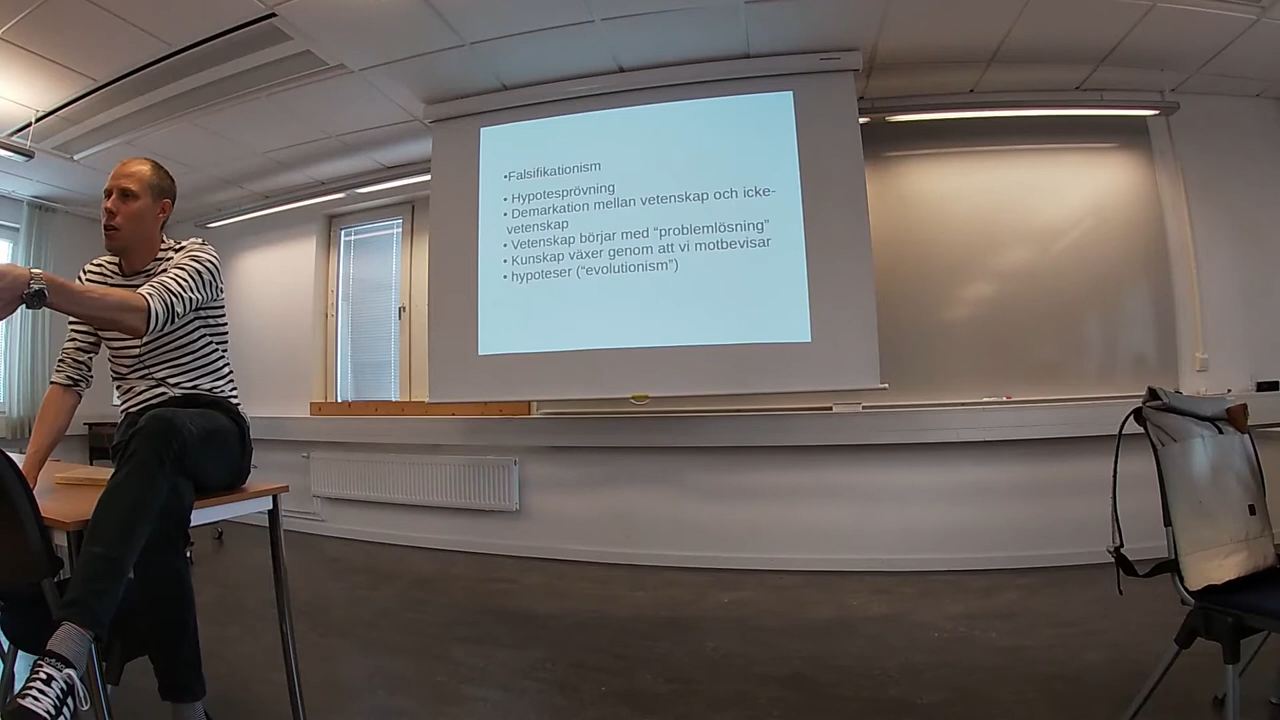 •Falsifikationism
• Hypotesprövning
• Demarkation mellan vetenskap och icke-
vetenskap
• Vetenskap börjar med “problemlösning”
• Kunskap växer genom att vi motbevisar
• hypoteser (“evolutionism”)
adidas